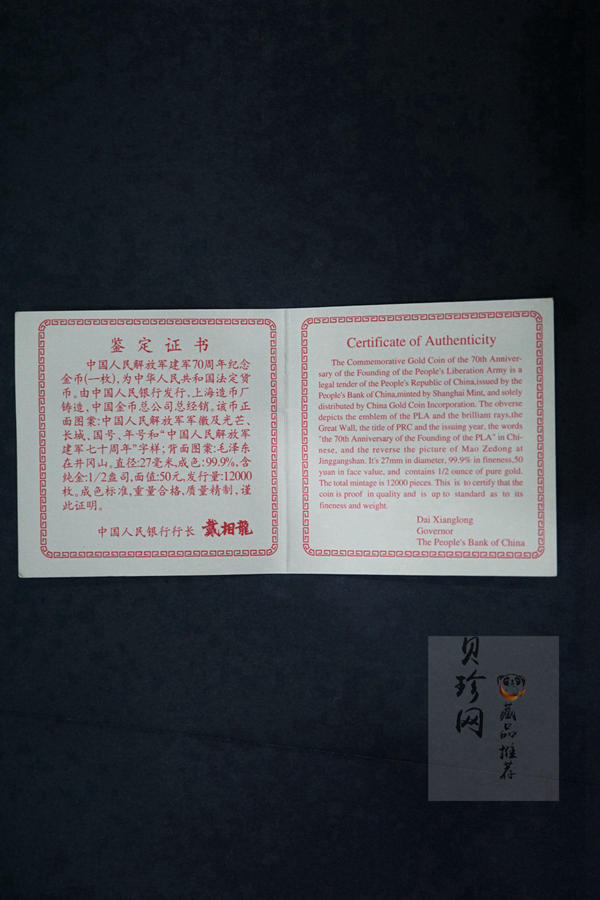 鉴定证书
中国人民解放军建军70周年纪念
金币(一枚),为中华人民共和国法定货
币。由中国人民银行发行、上海造币厂
铸造、中国金币总公司总经销。该币正
面图案:中国人民解放军军徽及光芒、
长城、国号、年号和“中国人民解放军
建军七十周年”字样;背面图案:毛泽东
在井冈山。直径:27毫米,成色:99.9%,含
纯金:1/2盎司,面值:50元,发行量:12000
枚。成色标准,重量合格,质量精制,谨
此证明。
中国人民银行行长 戴相龍
Certificate of Authenticity
The Commemorative Gold Coin of the 70th Anniver-
sary of the Founding of the People's Liberation Army is a
legal tender of the People's Republic of China,issued by the
People's Bank of China,minted by Shanghai Mint, and solely
distributed by China Gold Coin Incorporation. The obverse
depicts the emblem of the PLA and the brilliant rays,the
Great Wall, the title of PRC and the issuing year, the words
"the 70th Anniversary of the Founding of the PLA" in Chi-
nese, and the reverse the picture of Mao Zedong at
Jinggangshan. It's 27mm in diameter, 99.9% in fineness,50
yuan in face value, and contains 1/2 ounce of pure gold.
The total mintage is 12000 pieces. This is to certify that the
coin is proof in quality and is up to standard as to its
fineness and weight.
Dai Xianglong
Governor
The People's Bank of China
贝珍网
藏品推荐